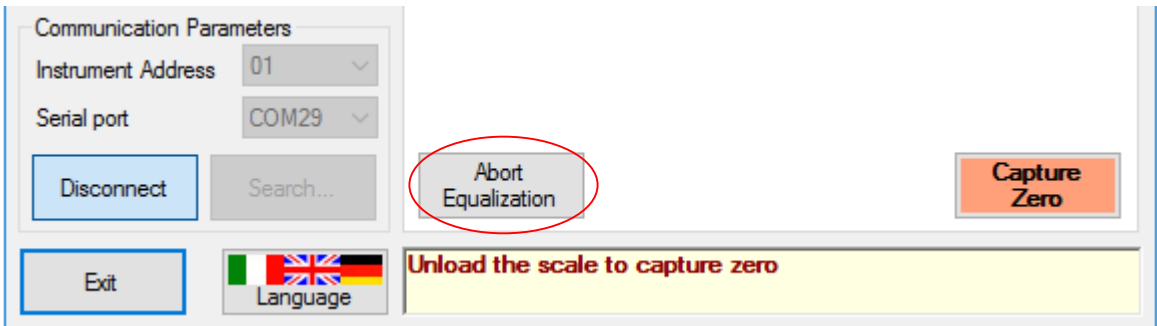 Communication Parameters
Instrument Address 01
Serial port COM29
Disconnect Search...
Abort
Equalization
Capture
Zero
Exit
Language
Unload the scale to capture zero